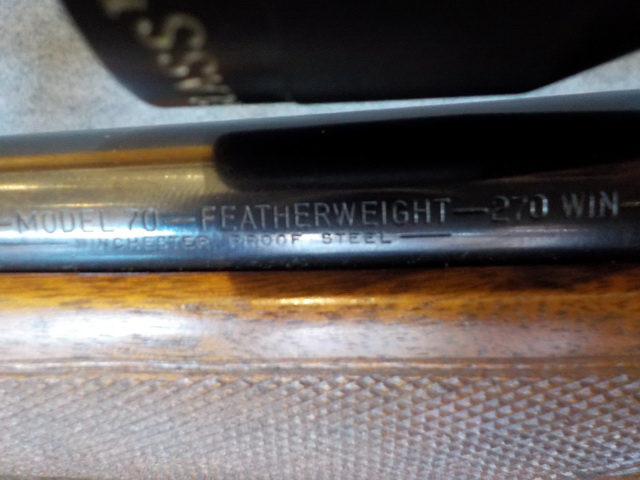 —MODEL 70—FEATHERWEIGHT—270 WIN—
WINCHESTER PROOF STEEL——